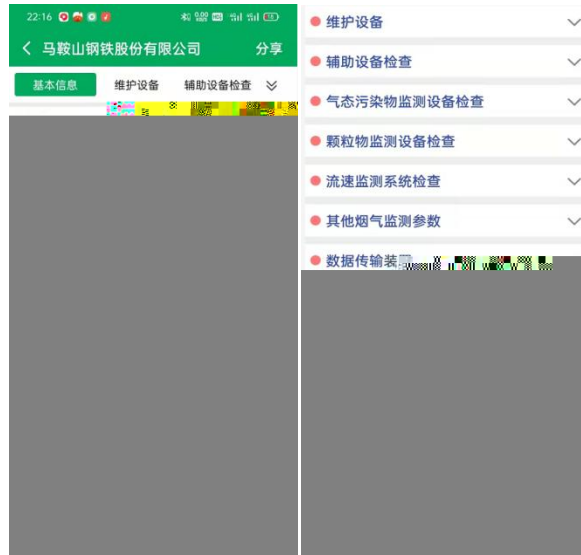 22:16
马鞍山钢铁股份有限公司 分享
基本信息 维护设备 辅助设备检查
维护设备
辅助设备检查
气态污染物监测设备检查
颗粒物监测设备检查
流速监测系统检查
其他烟气监测参数
数据传输装